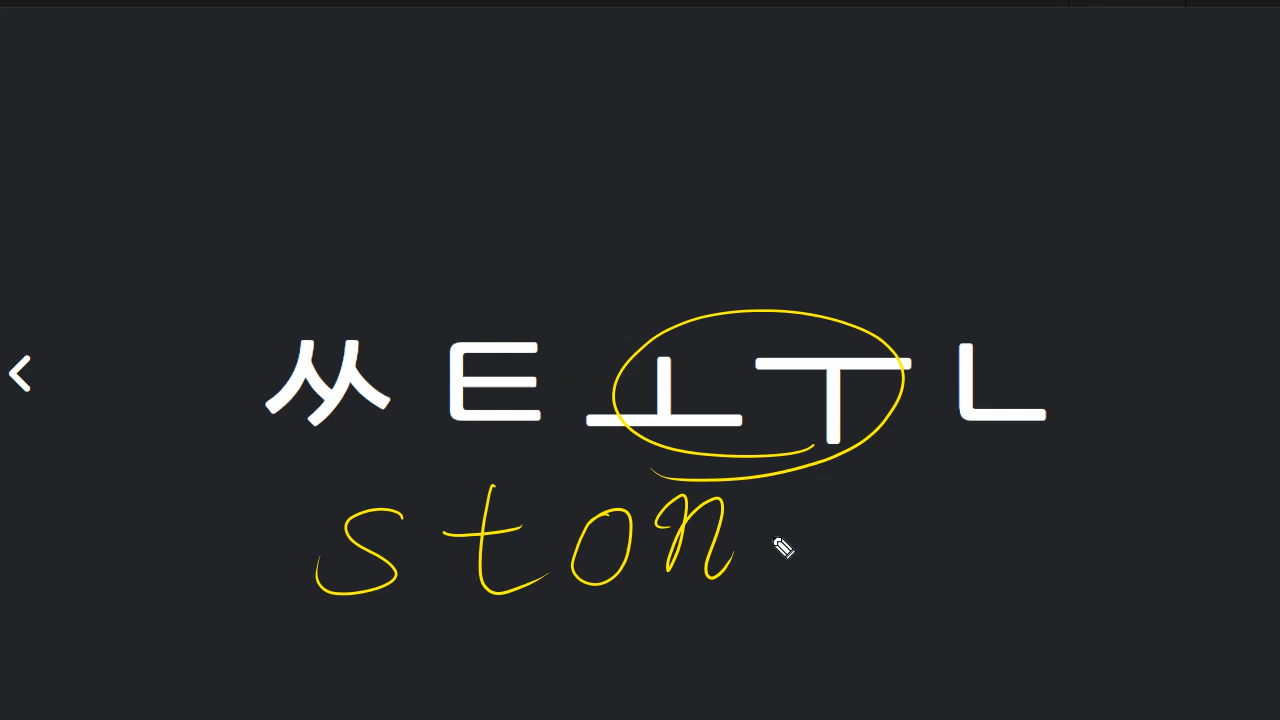 ㅆ ㅌ ㅗ ㅜ ㄴ
ston